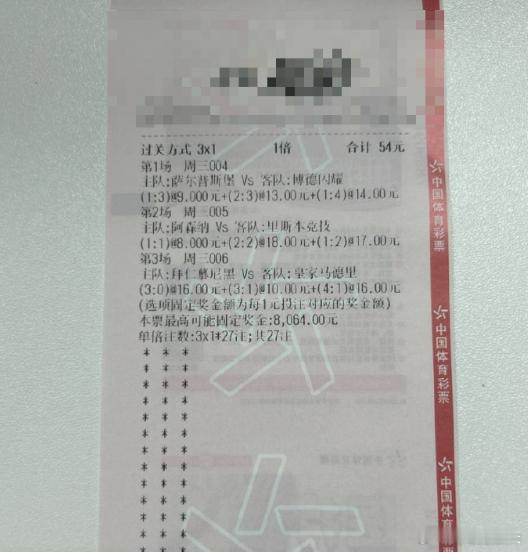 过关方式 3x1 1倍 合计 54元
第1场 周三004
主队:萨尔普斯堡 Vs 客队:博德闪耀
(1:3)@9.000元+(2:3)@13.00元+(1:4)@14.00元
第2场 周三005
主队:阿森纳 Vs 客队:里斯本竞技
(1:1)@8.000元+(2:2)@18.00元+(1:2)@17.00元
第3场 周三006
主队:拜仁慕尼黑 Vs 客队:皇家马德里
(3:0)@16.00元+(3:1)@10.00元+(4:1)@16.00元
(选项固定奖金额为每1元投注对应的奖金额)
本票最高可能固定奖金:8,064.00元
单倍注数:3x1*27注;共27注
* * *
* * *
* * *
* * *
* * *
* * *
* * *
* * *
* * *
* * *
* * *
* * *
* * *
中国体育彩票
中国体育彩票
中国体育彩